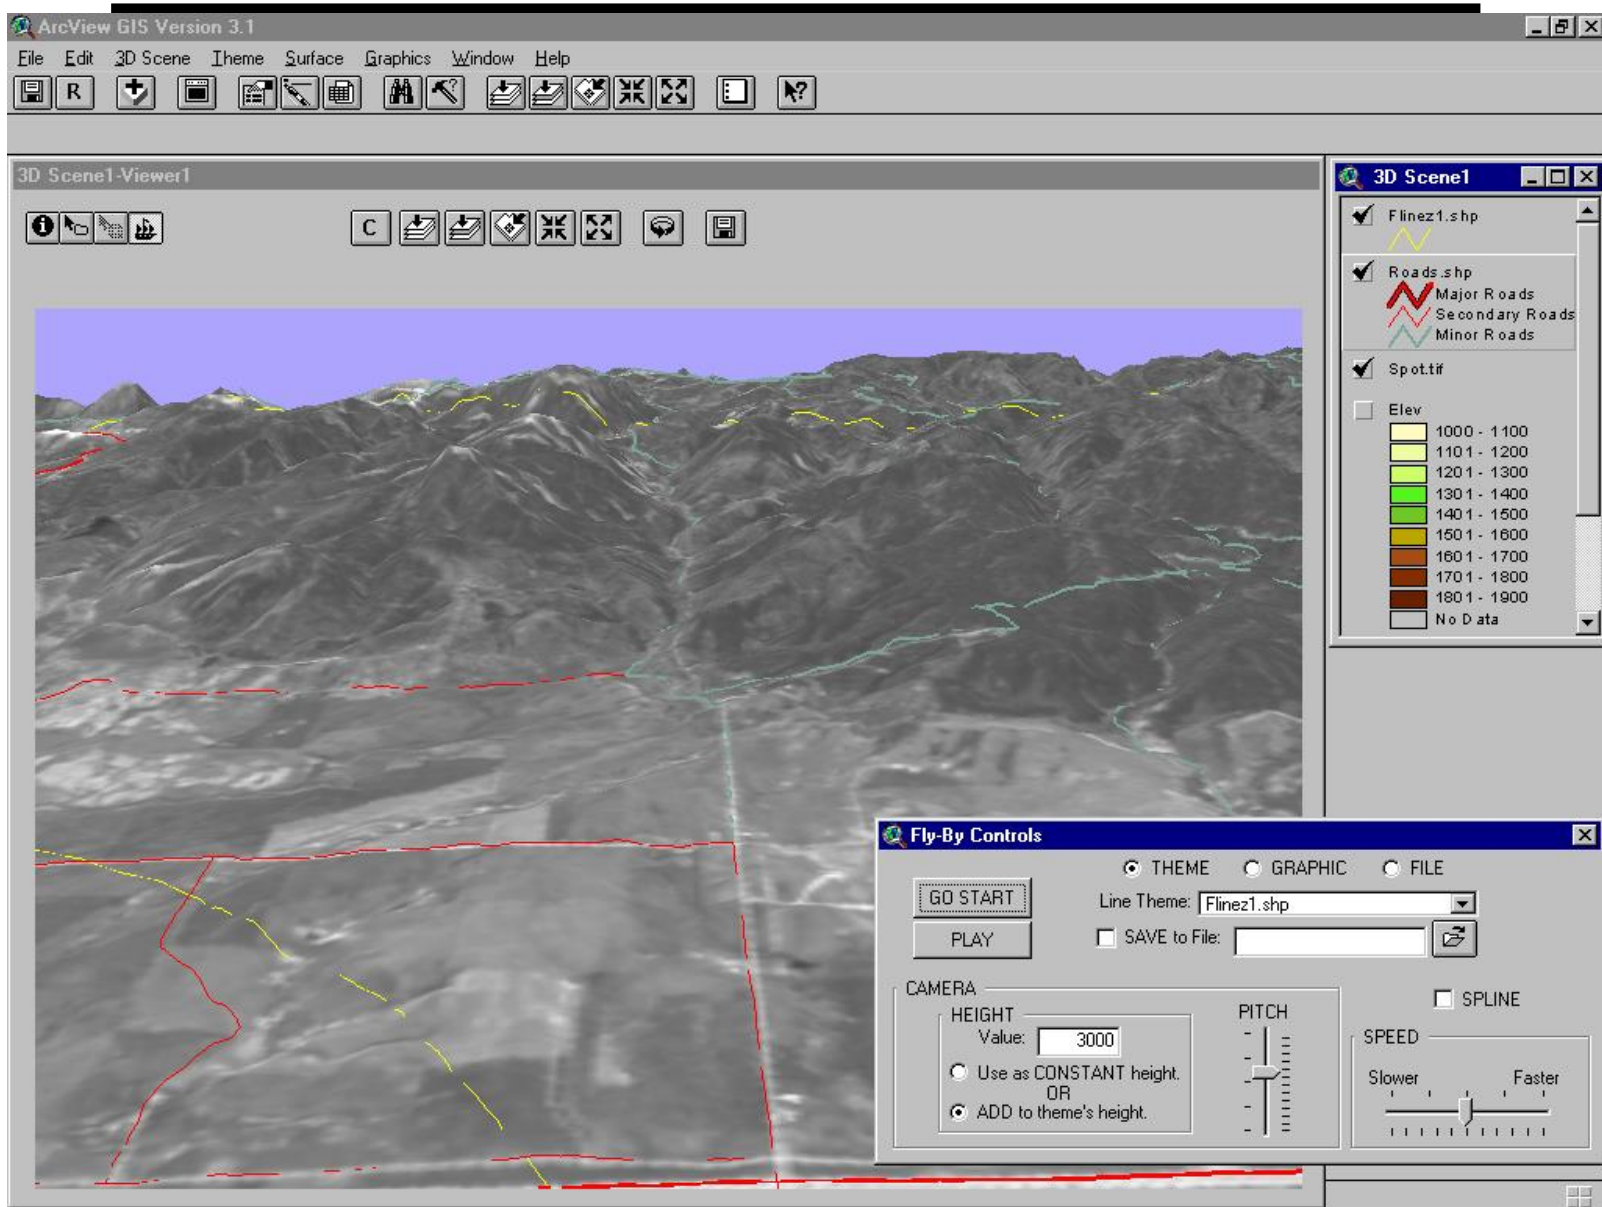 ArcView GIS Version 3.1
File Edit 3D Scene Theme Surface Graphics Window Help
R
3D Scene1-Viewer1
C
3D Scene1
Flinez1.shp
Roads.shp
Major Roads
Secondary Roads
Minor Roads
Spot.tif
Elev
1000 - 1100
1101 - 1200
1201 - 1300
1301 - 1400
1401 - 1500
1501 - 1600
1601 - 1700
1701 - 1800
1801 - 1900
No Data
Fly-By Controls
THEME GRAPHIC FILE
GO START
Line Theme: Flinez1.shp
PLAY
SAVE to File:
CAMERA
HEIGHT
Value: 3000
Use as CONSTANT height.
OR
ADD to theme's height.
PITCH
SPLINE
SPEED
Slower Faster